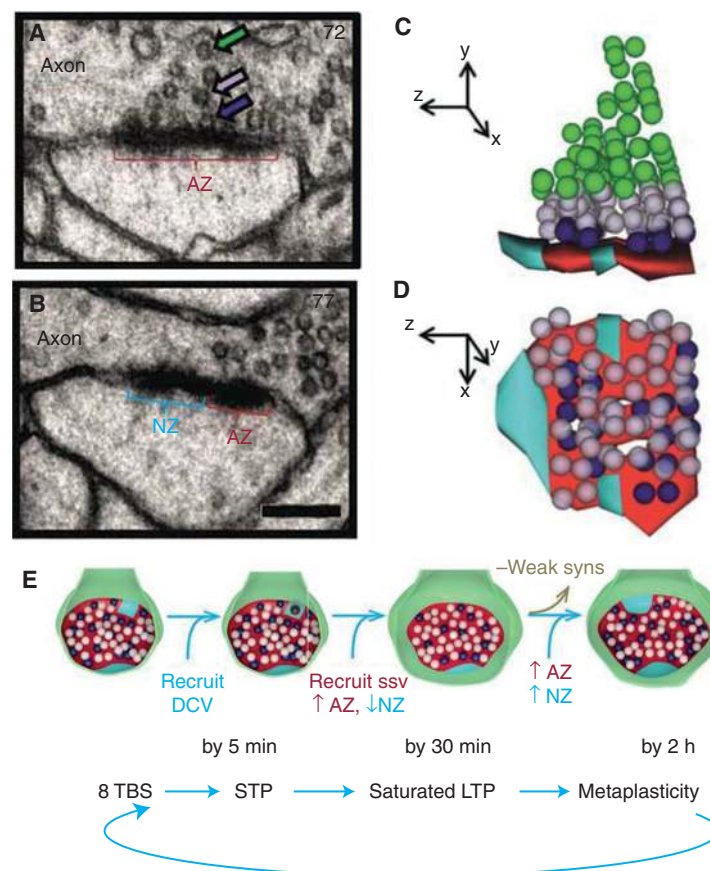 A
72
Axon
AZ
B
77
Axon
NZ
AZ
C
y
z
x
D
z
y
x
E
–Weak syns
Recruit
DCV
Recruit ssv
↑ AZ, ↓NZ
↑ AZ
↑ NZ
by 5 min
by 30 min
by 2 h
8 TBS
STP
Saturated LTP
Metaplasticity